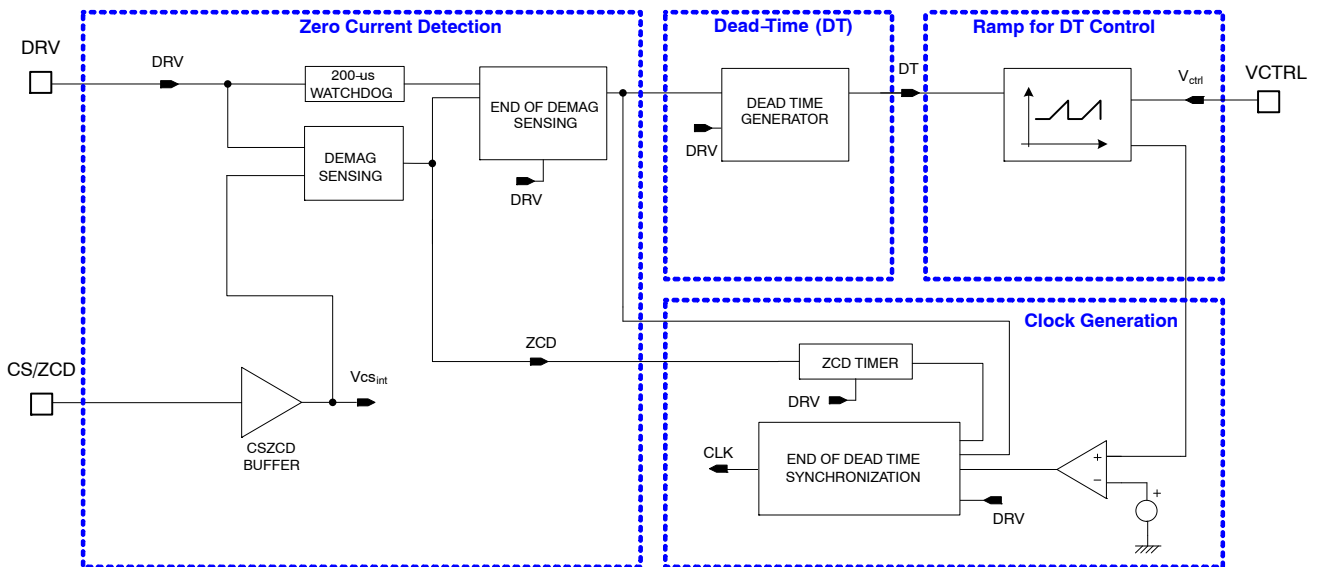 Zero Current Detection
Dead-Time (DT)
Ramp for DT Control
DRV
DRV
200-us
WATCHDOG
END OF DEMAG
SENSING
DRV
DEMAG
SENSING
DEAD TIME
GENERATOR
DRV
DT
Vctrl
VCTRL
Clock Generation
ZCD
ZCD TIMER
DRV
CS/ZCD
Vcsint
CSZCD
BUFFER
CLK
END OF DEAD TIME
SYNCHRONIZATION
DRV
+
−
+